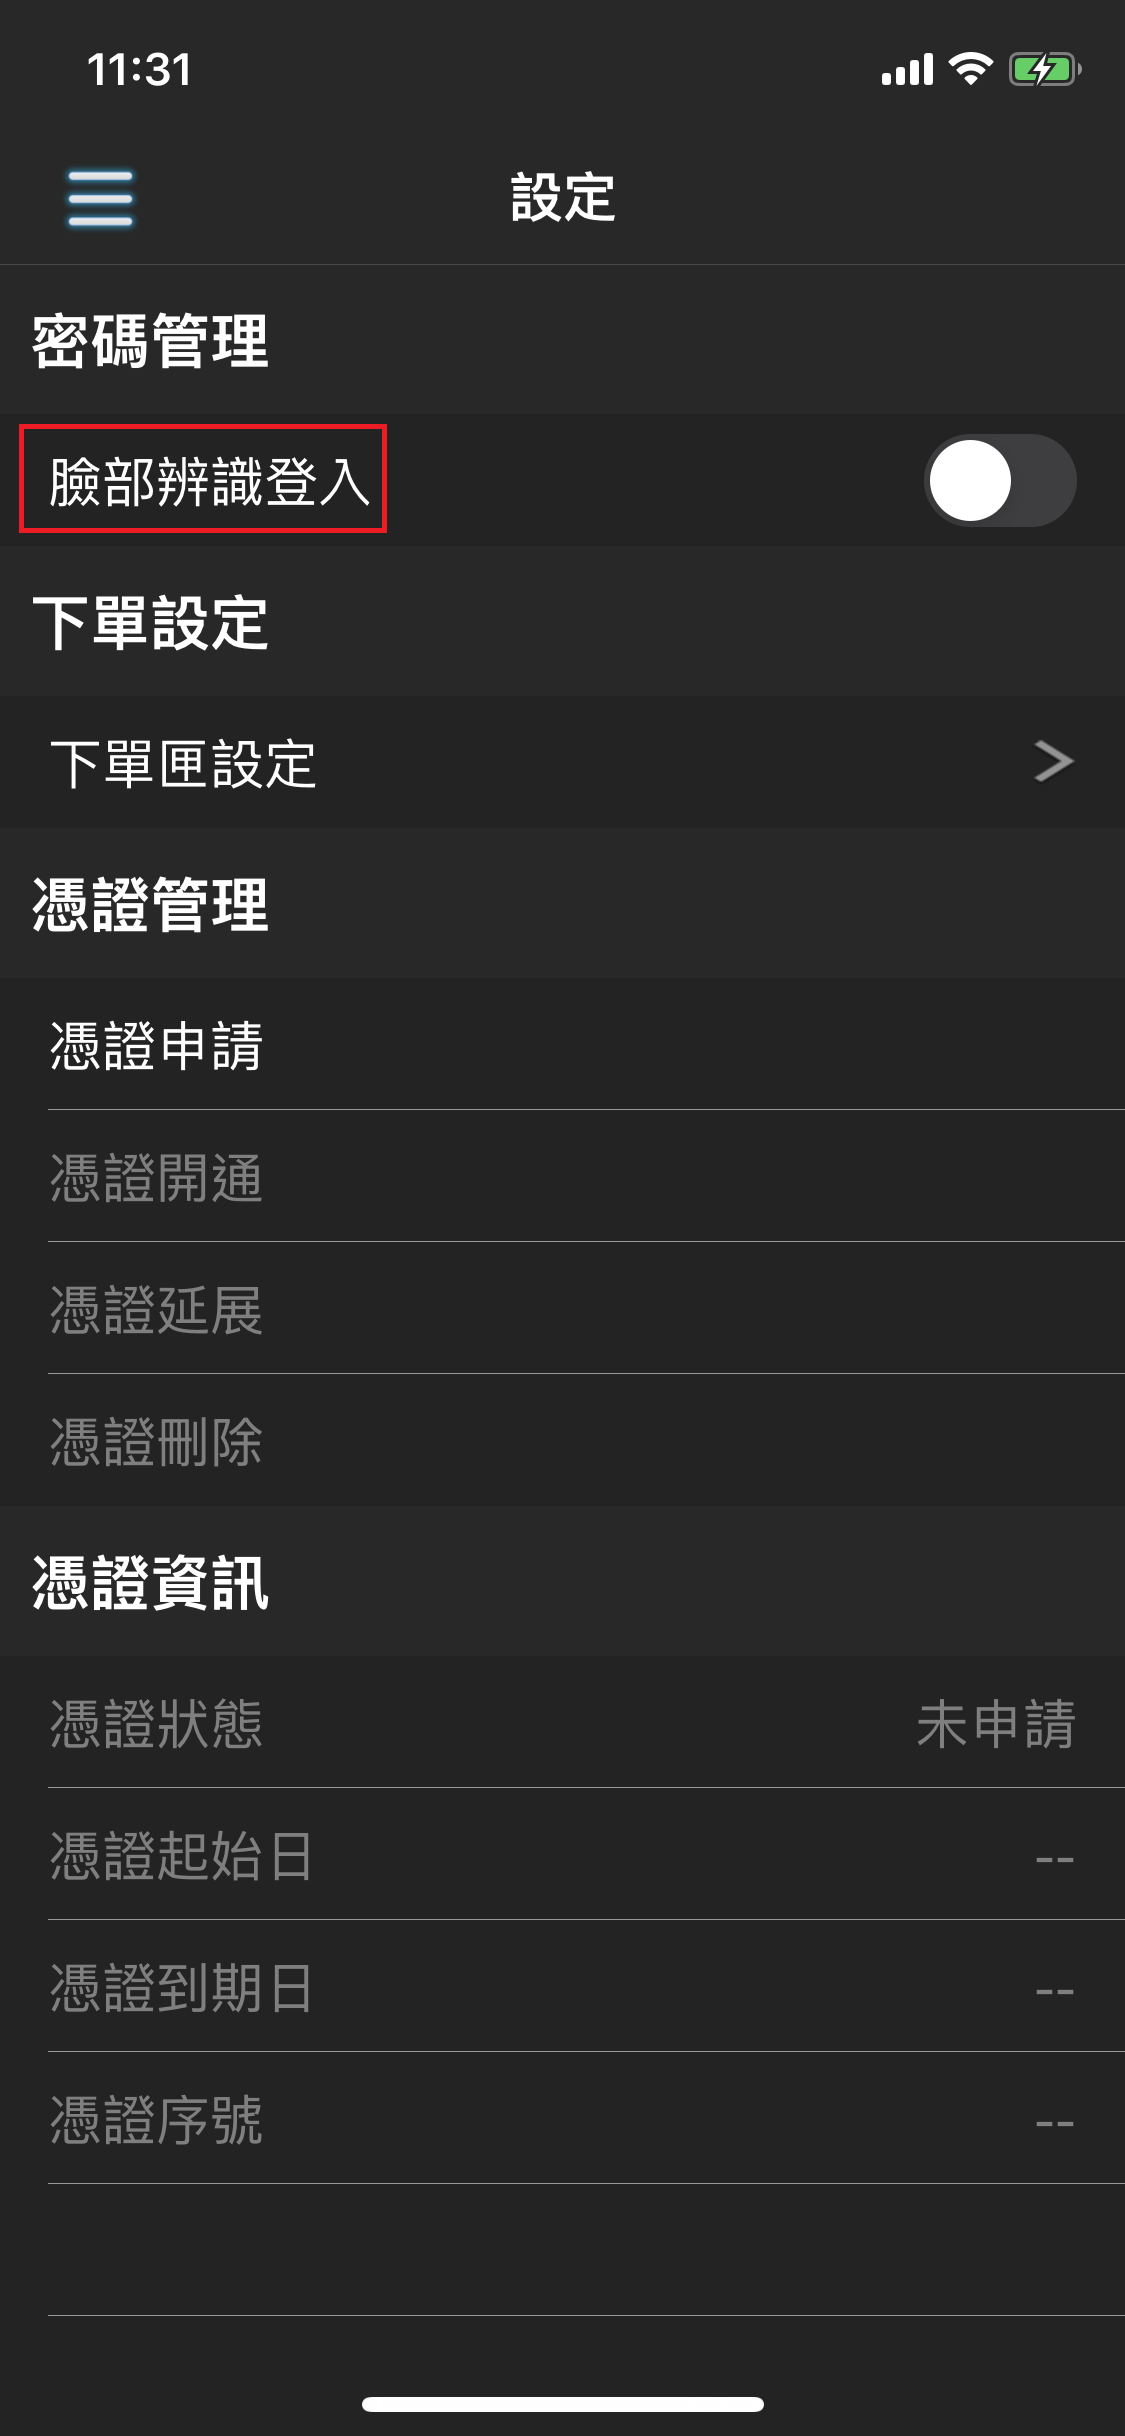 11:31
設定
密碼管理
臉部辨識登入
下單設定
下單匣設定
憑證管理
憑證申請
憑證開通
憑證延展
憑證刪除
憑證資訊
憑證狀態 未申請
憑證起始日 --
憑證到期日 --
憑證序號 --